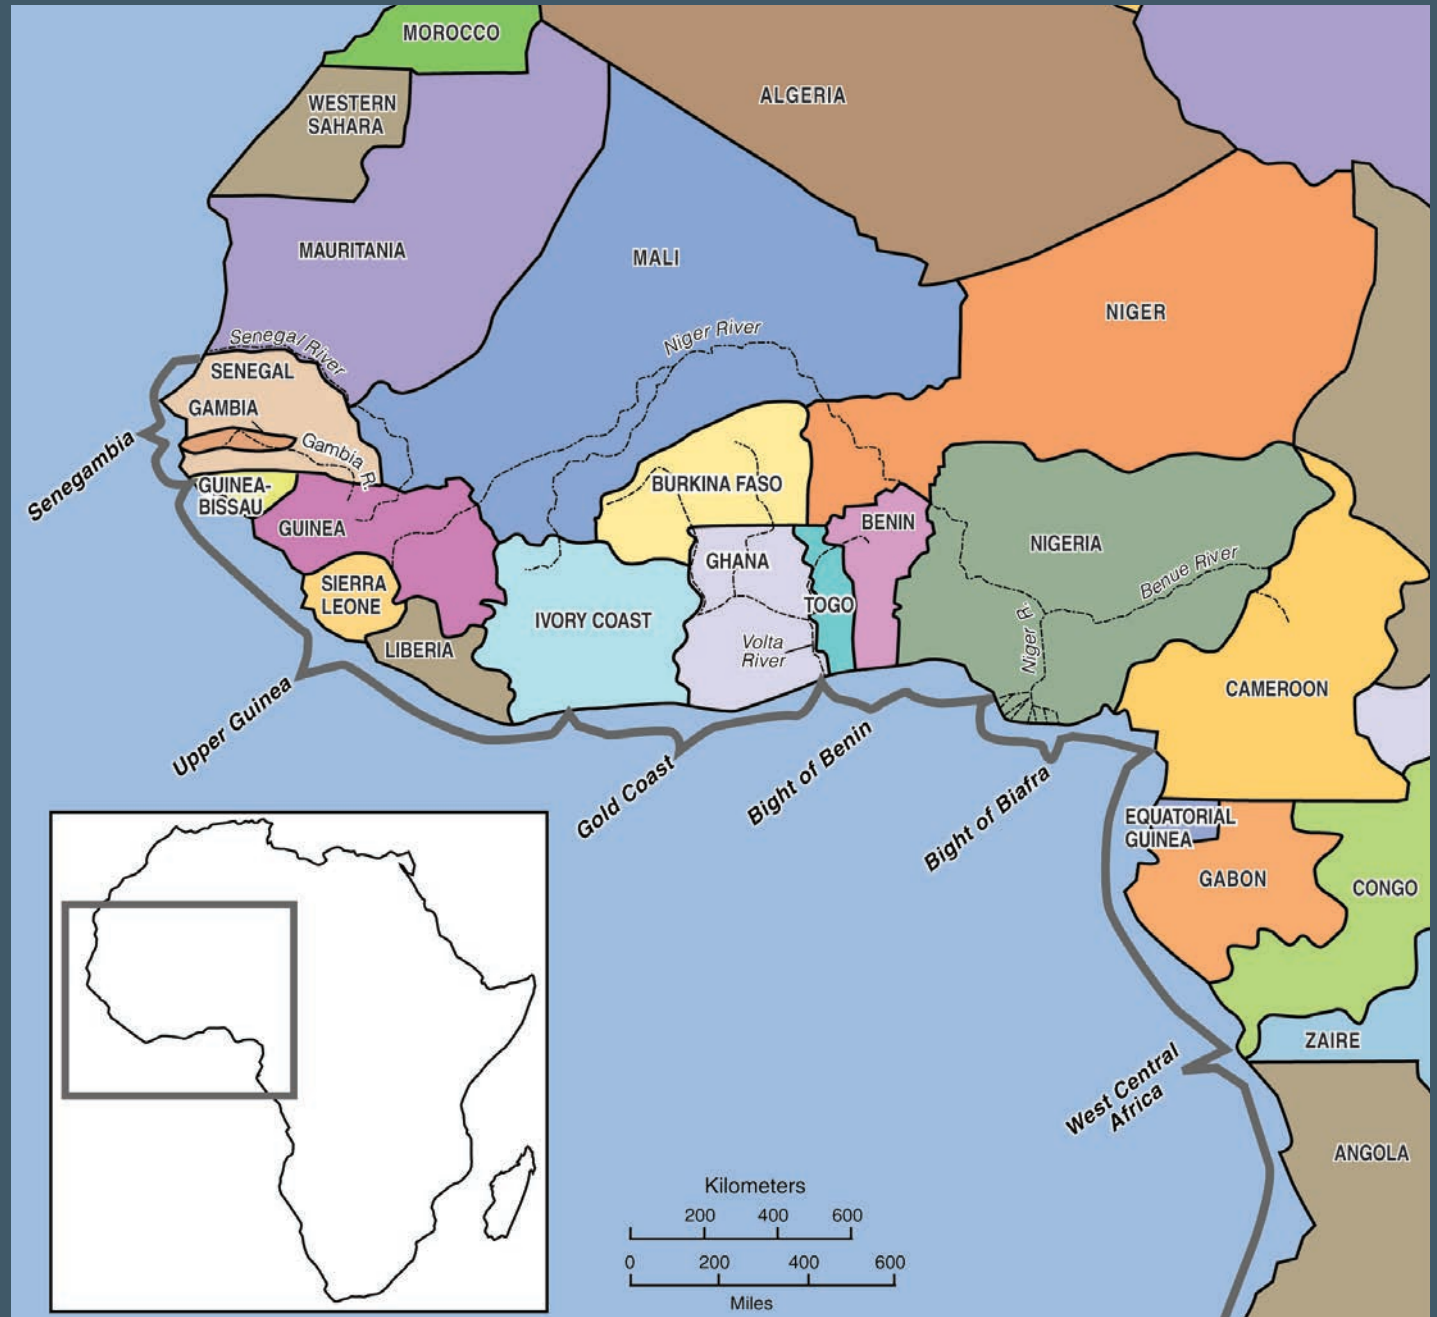 MOROCCO
ALGERIA
WESTERN
SAHARA
MAURITANIA
MALI
NIGER
Senegal River
Niger River
SENEGAL
GAMBIA
Gambia R.
Senegambia
GUINEA-
BISSAU
BURKINA FASO
GUINEA
BENIN
NIGERIA
GHANA
Benue River
SIERRA
LEONE
TOGO
IVORY COAST
Niger R.
LIBERIA
Volta
River
CAMEROON
Upper Guinea
Gold Coast
Bight of Benin
Bight of Biafra
EQUATORIAL
GUINEA
GABON
CONGO
ZAIRE
West Central
Africa
ANGOLA
Kilometers
200 400 600
0 200 400 600
Miles